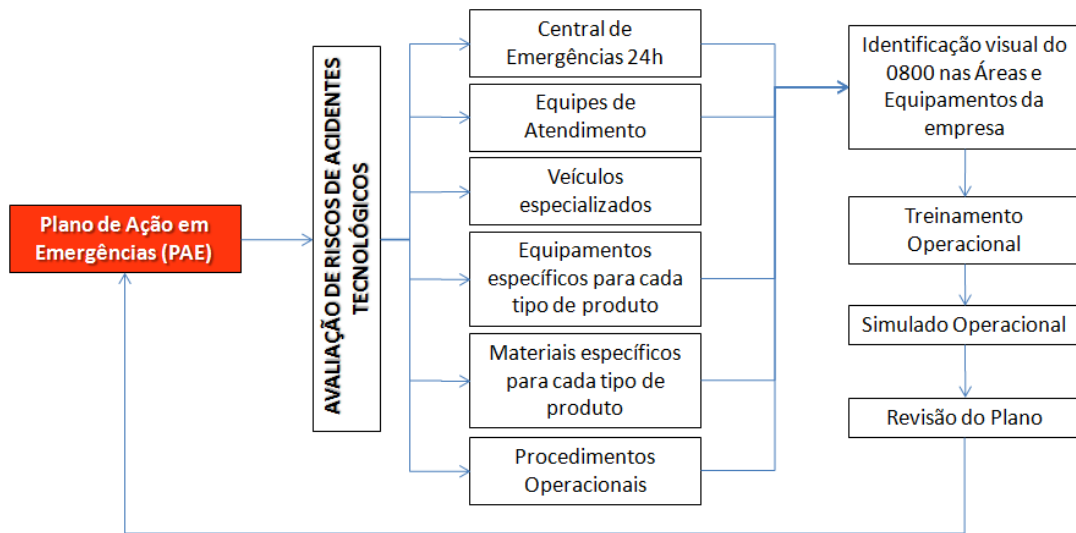 Plano de Ação em
Emergências (PAE)
AVALIAÇÃO DE RISCOS DE ACIDENTES
TECNOLÓGICOS
Central de
Emergências 24h
Equipes de
Atendimento
Veículos
especializados
Equipamentos
específicos para cada
tipo de produto
Materiais específicos
para cada tipo de
produto
Procedimentos
Operacionais
Identificação visual do
0800 nas Áreas e
Equipamentos da
empresa
Treinamento
Operacional
Simulado Operacional
Revisão do Plano